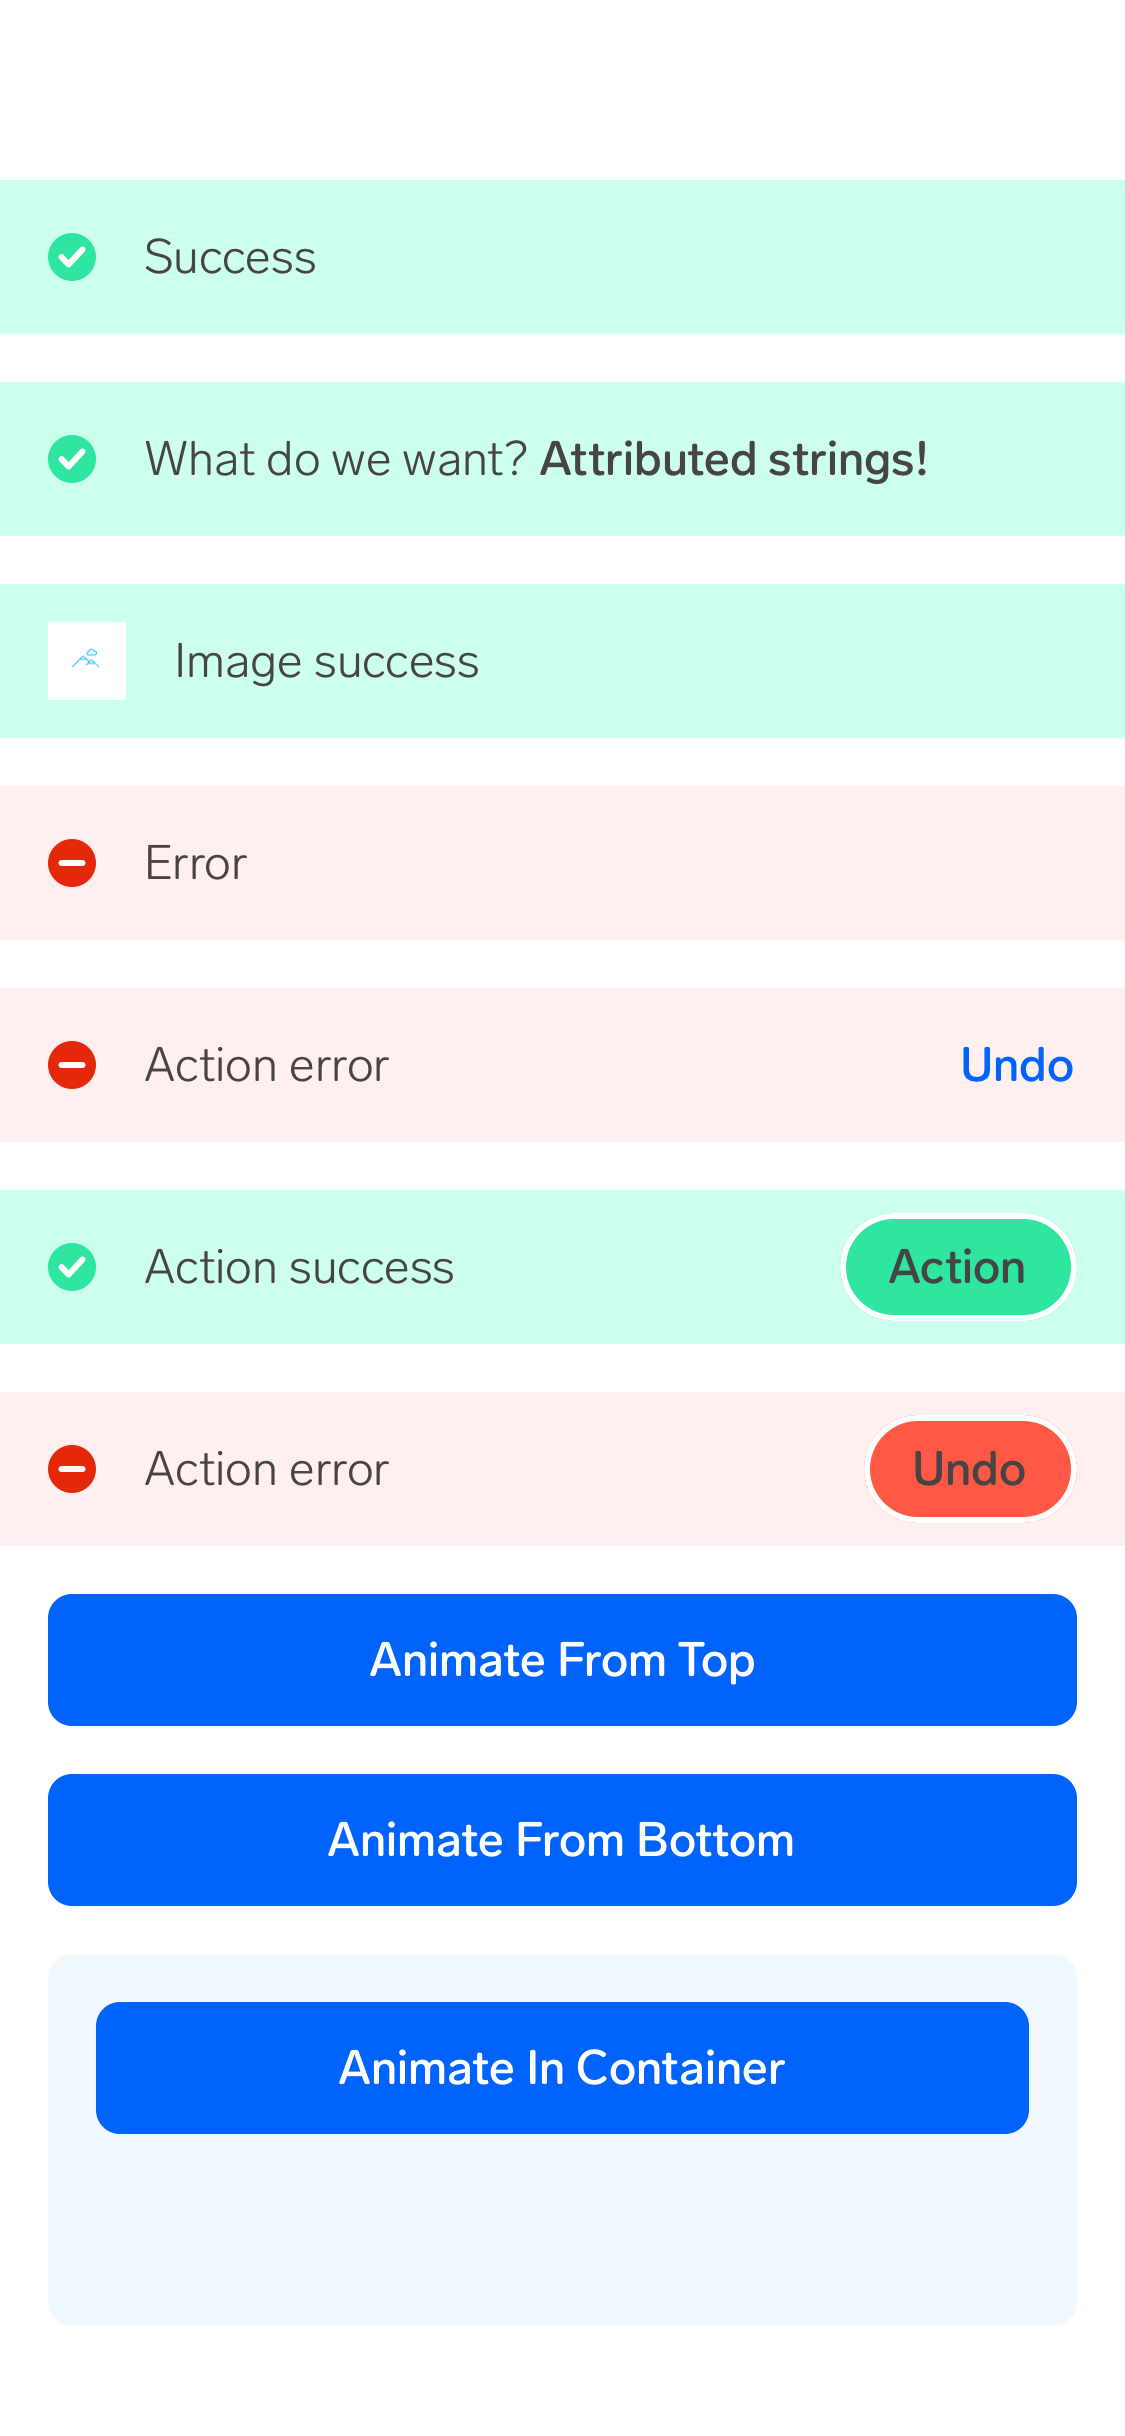 Success
What do we want? Attributed strings!
Image success
Error
Action error Undo
Action success Action
Action error Undo
Animate From Top
Animate From Bottom
Animate In Container